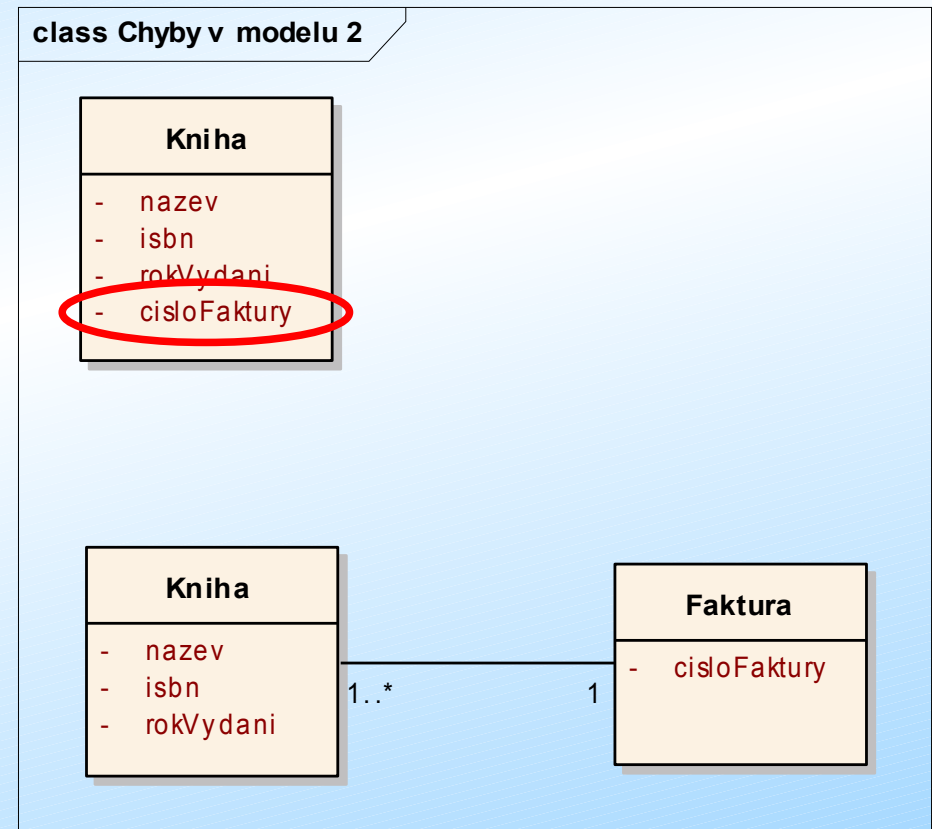 class Chyby v modelu 2
Kniha
- nazev
- isbn
- rokVydani
- cisloFaktury
Kniha
- nazev
- isbn
- rokVydani
1..*
1
Faktura
- cisloFaktury